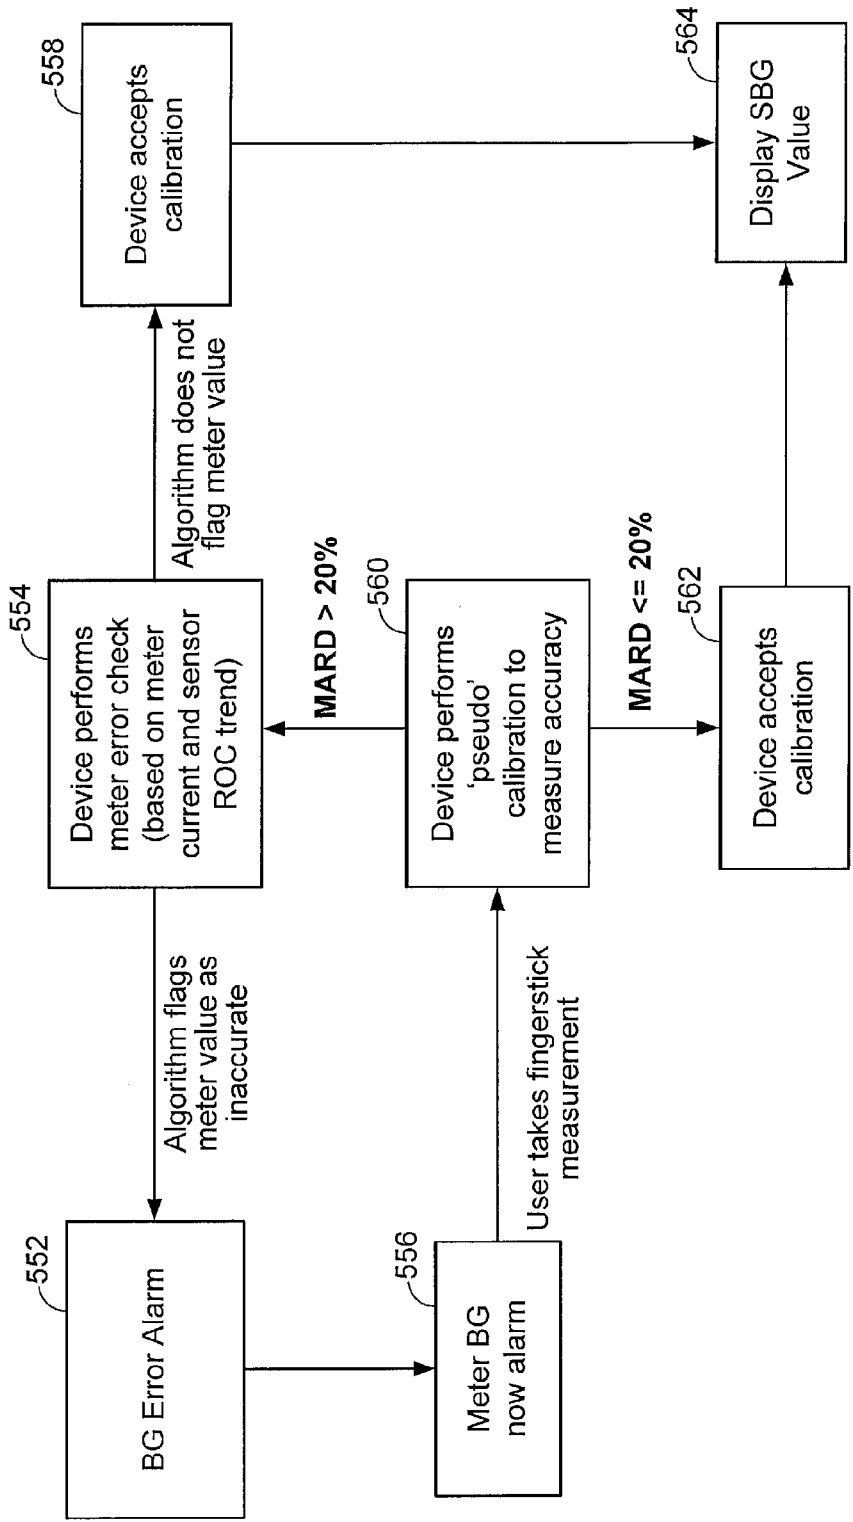 552
BG Error Alarm
Algorithm flags
meter value as
inaccurate
554
Device performs
meter error check
(based on meter
current and sensor
ROC trend)
Algorithm does not
flag meter value
558
Device accepts
calibration
556
Meter BG
now alarm
User takes fingerstick
measurement
MARD > 20%
560
Device performs
‘pseudo’
calibration to
measure accuracy
MARD <= 20%
562
Device accepts
calibration
564
Display SBG
Value